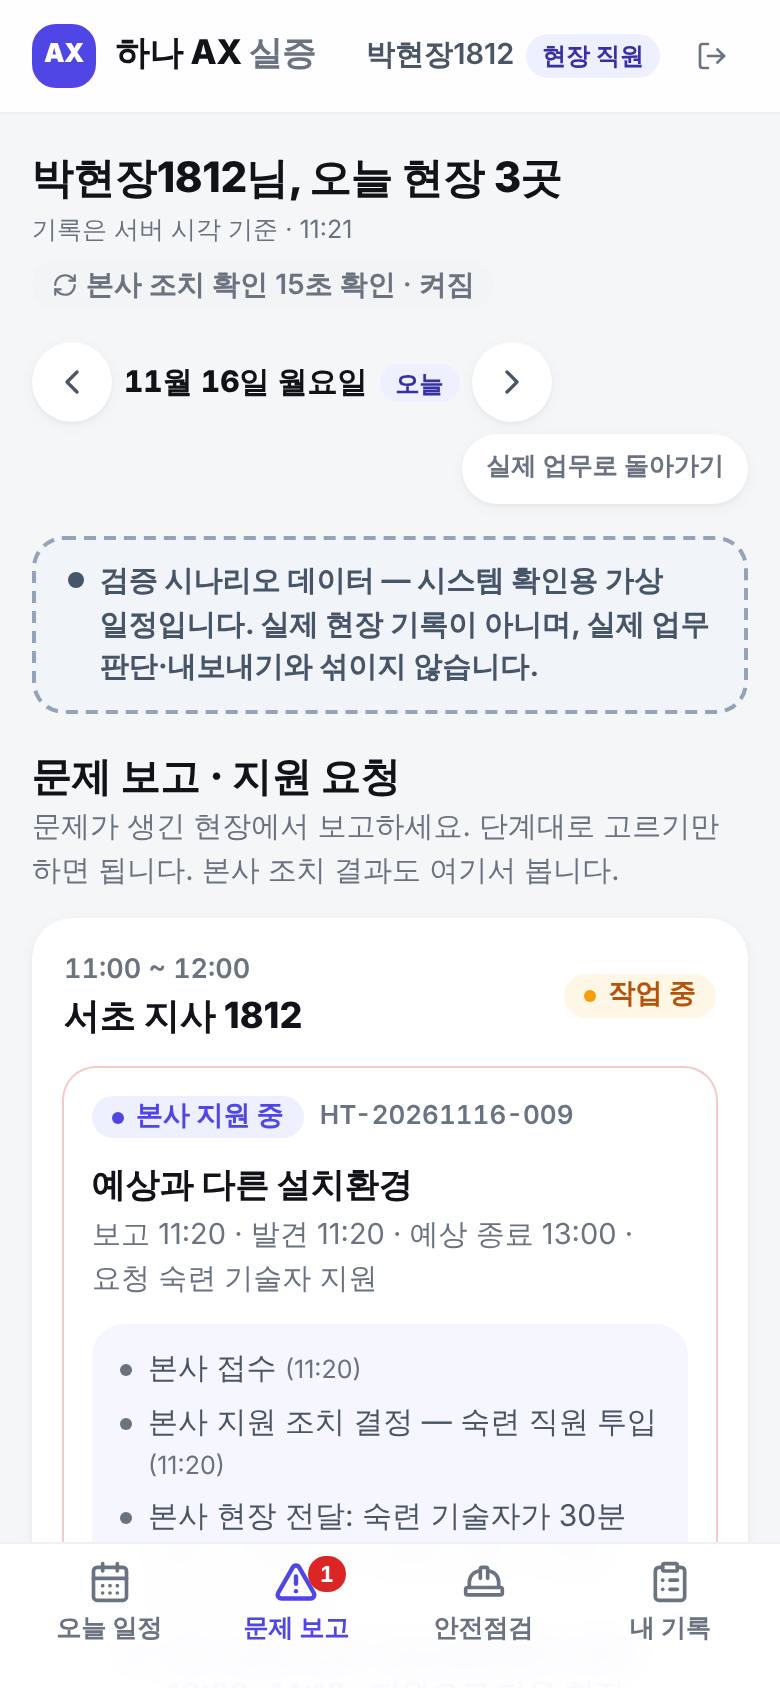 AX 하나 AX 실증 박현장1812 현장 직원
박현장1812님, 오늘 현장 3곳
기록은 서버 시각 기준 · 11:21
본사 조치 확인 15초 확인 · 켜짐
11월 16일 월요일 오늘
실제 업무로 돌아가기
검증 시나리오 데이터 — 시스템 확인용 가상
일정입니다. 실제 현장 기록이 아니며, 실제 업무
판단·내보내기와 섞이지 않습니다.
문제 보고 · 지원 요청
문제가 생긴 현장에서 보고하세요. 단계대로 고르기만
하면 됩니다. 본사 조치 결과도 여기서 봅니다.
11:00 ~ 12:00
서초 지사 1812
작업 중
본사 지원 중 HT-20261116-009
예상과 다른 설치환경
보고 11:20 · 발견 11:20 · 예상 종료 13:00 ·
요청 숙련 기술자 지원
본사 접수 (11:20)
본사 지원 조치 결정 — 숙련 직원 투입
(11:20)
본사 현장 전달: 숙련 기술자가 30분
1
오늘 일정 문제 보고 안전점검 내 기록